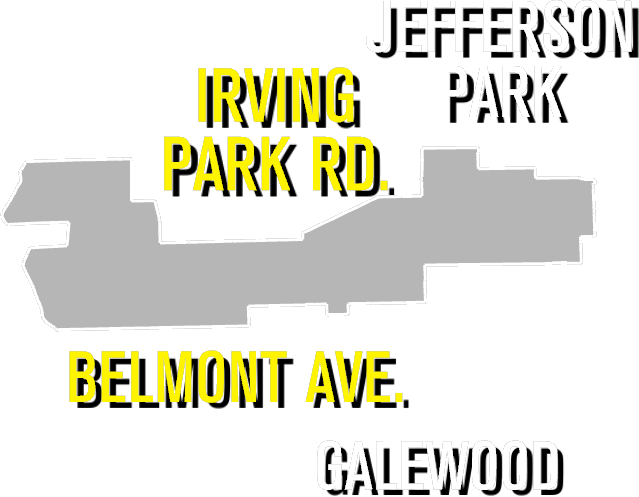 JEFFERSON
PARK
IRVING
PARK RD.
BELMONT AVE.
GALEWOOD